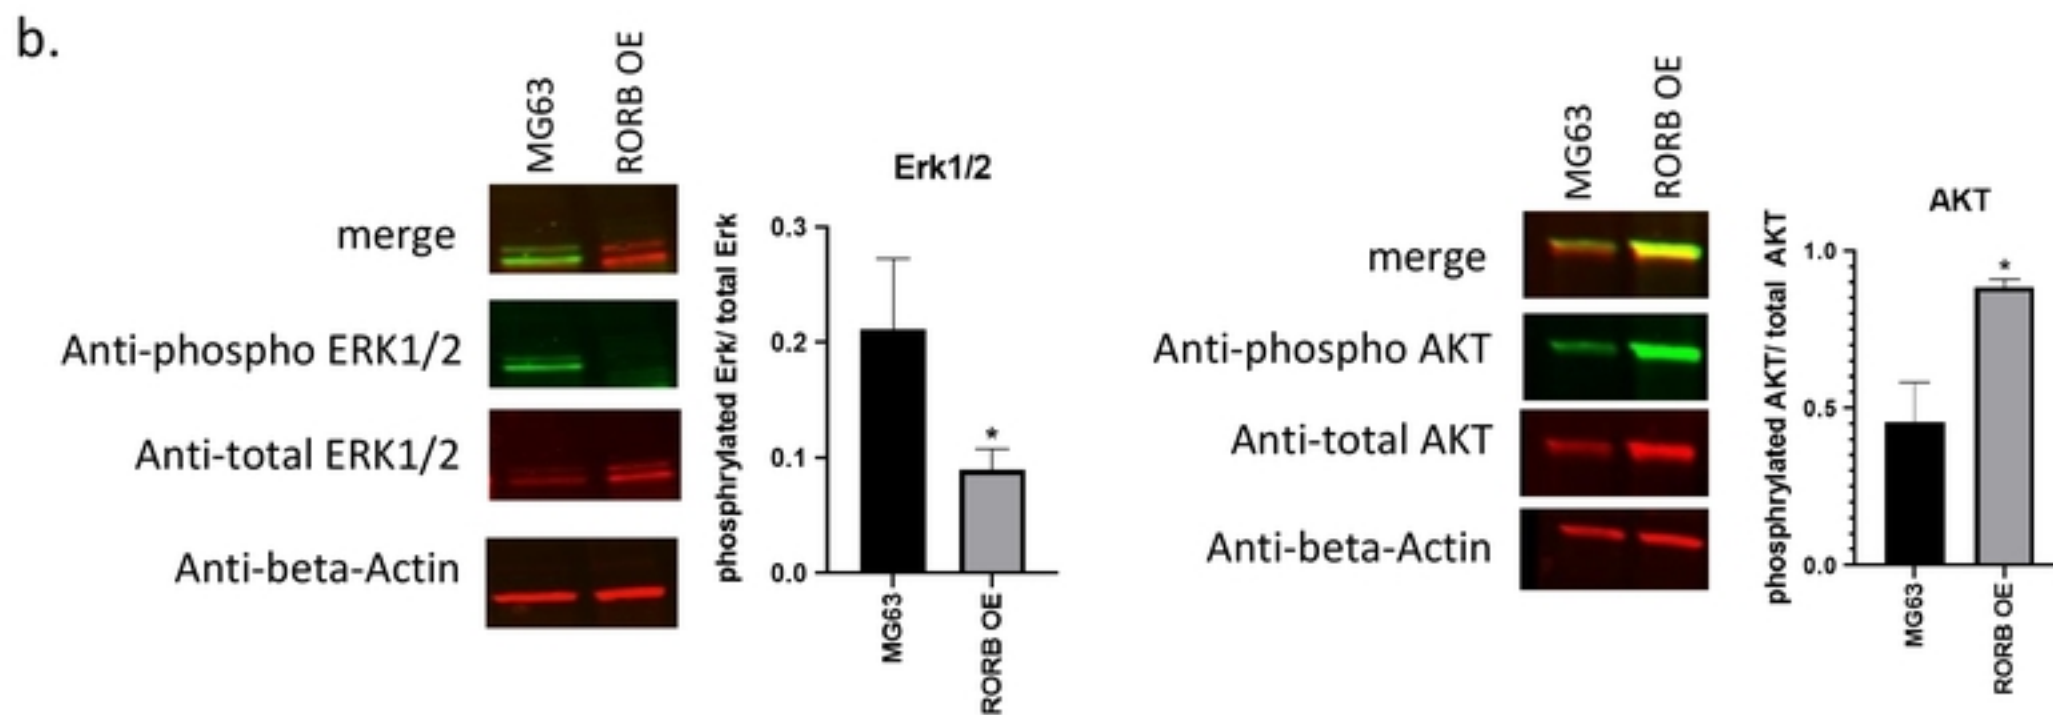 b.
MG63
RORB OE
merge
Anti-phospho ERK1/2
Anti-total ERK1/2
Anti-beta-Actin
Erk1/2
phosphrylated Erk/ total Erk
0.3
0.2
0.1
0.0
*
MG63
RORB OE
MG63
RORB OE
merge
Anti-phospho AKT
Anti-total AKT
Anti-beta-Actin
AKT
phosphrylated AKT/ total AKT
1.0
0.5
0.0
*
MG63
RORB OE